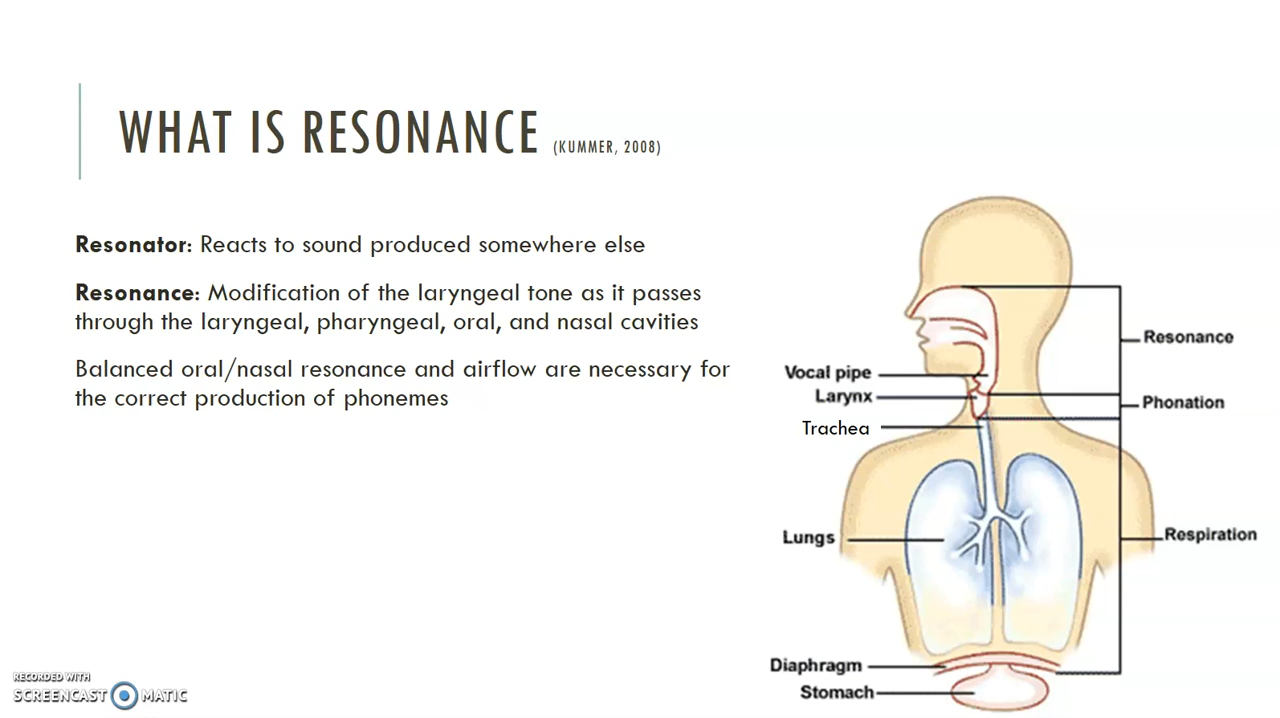 WHAT IS RESONANCE (KUMMER, 2008)
Resonator: Reacts to sound produced somewhere else
Resonance: Modification of the laryngeal tone as it passes
through the laryngeal, pharyngeal, oral, and nasal cavities
Balanced oral/nasal resonance and airflow are necessary for
the correct production of phonemes
Resonance
Vocal pipe
Larynx
Phonation
Trachea
Lungs
Respiration
Diaphragm
Stomach
RECORDED WITH
SCREENCAST MATIC